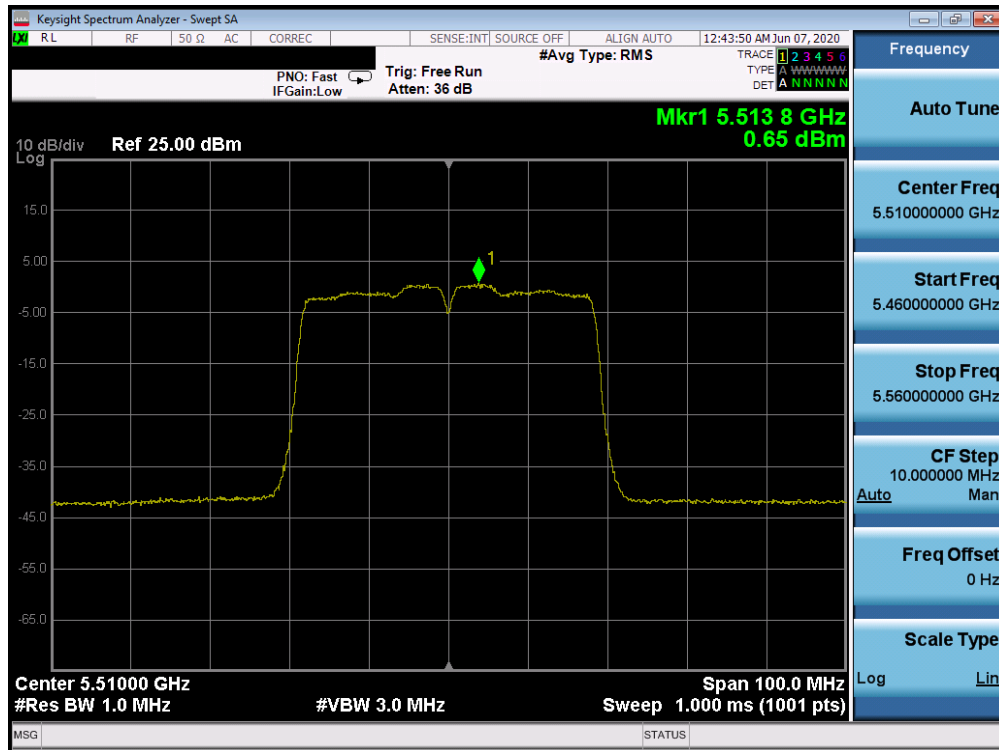 Keysight Spectrum Analyzer - Swept SA
LXI RL RF 50 Ω AC CORREC SENSE:INT SOURCE OFF ALIGN AUTO 12:43:50 AM Jun 07, 2020
#Avg Type: RMS
TRACE 1 2 3 4 5 6
PNO: Fast Trig: Free Run
TYPE A WWWWW
IFGain:Low Atten: 36 dB
DET A N N N N N
Mkr1 5.513 8 GHz
0.65 dBm
10 dB/div Ref 25.00 dBm
Log
15.0
5.00
1
-5.00
-15.0
-25.0
-35.0
-45.0
-55.0
-65.0
Center 5.51000 GHz Span 100.0 MHz
#Res BW 1.0 MHz #VBW 3.0 MHz Sweep 1.000 ms (1001 pts)
MSG STATUS
Frequency
Auto Tune
Center Freq
5.510000000 GHz
Start Freq
5.460000000 GHz
Stop Freq
5.560000000 GHz
CF Step
10.000000 MHz
Auto Man
Freq Offset
0 Hz
Scale Type
Log Lin